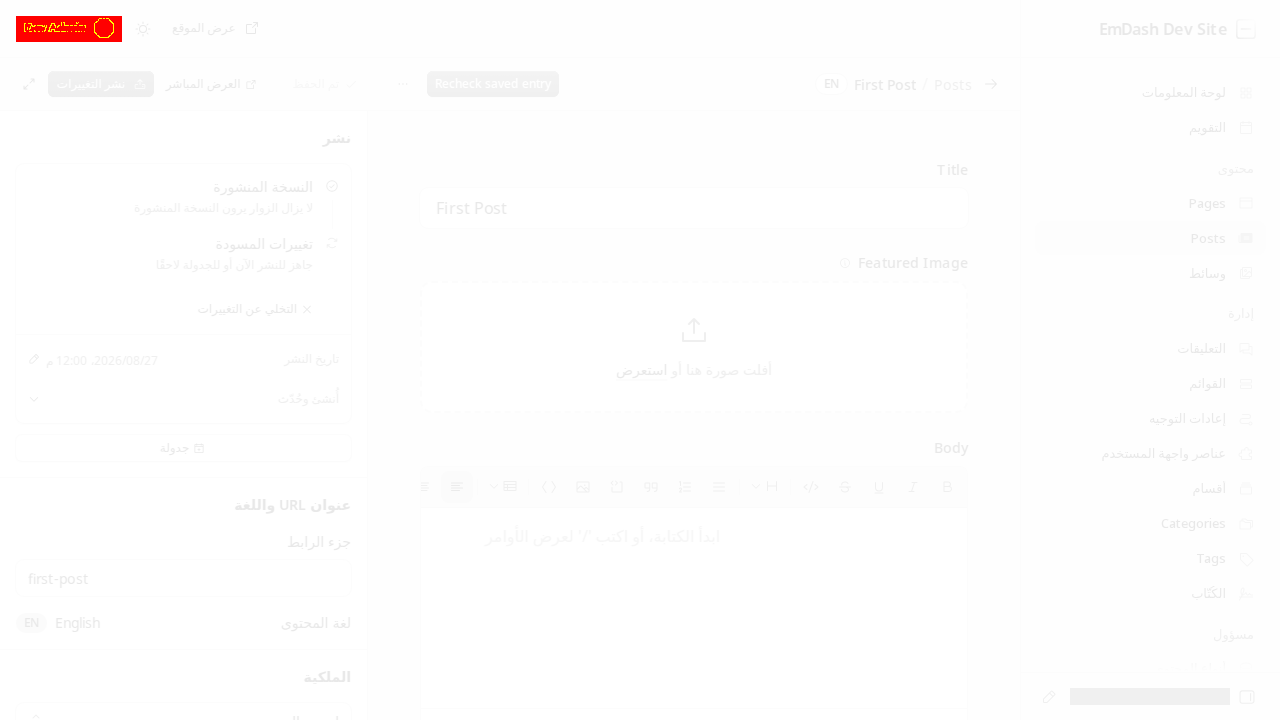 EmDash Dev Site
عرض الموقع
Dev Admin
لوحة المعلومات
التقويم
محتوى
Pages
Posts
وسائط
إدارة
التعليقات
القوائم
إعادات التوجيه
عناصر واجهة المستخدم
أقسام
Categories
Tags
الكتّاب
مسؤول
Posts / First Post EN
Recheck saved entry
تم الحفظ
العرض المباشر
نشر التغييرات
Title
First Post
Featured Image
أفلت صورة هنا أو استعرض
Body
ابدأ الكتابة، أو اكتب '/' لعرض الأوامر
نشر
النسخة المنشورة
لا يزال الزوار يرون النسخة المنشورة
تغييرات المسودة
جاهز للنشر الآن أو للجدولة لاحقًا
التخلي عن التغييرات
تاريخ النشر
27‏/08‏/2026، 12:00 م
أُنشئ وحُدّث
جدولة
عنوان URL واللغة
جزء الرابط
first-post
لغة المحتوى
English EN
الملكية